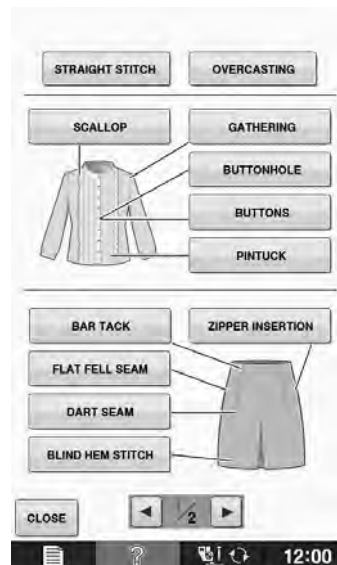 STRAIGHT STITCH
OVERCASTING
SCALLOP
GATHERING
BUTTONHOLE
BUTTONS
PINTUCK
BAR TACK
ZIPPER INSERTION
FLAT FELL SEAM
DART SEAM
BLIND HEM STITCH
CLOSE
1/2
?
12:00